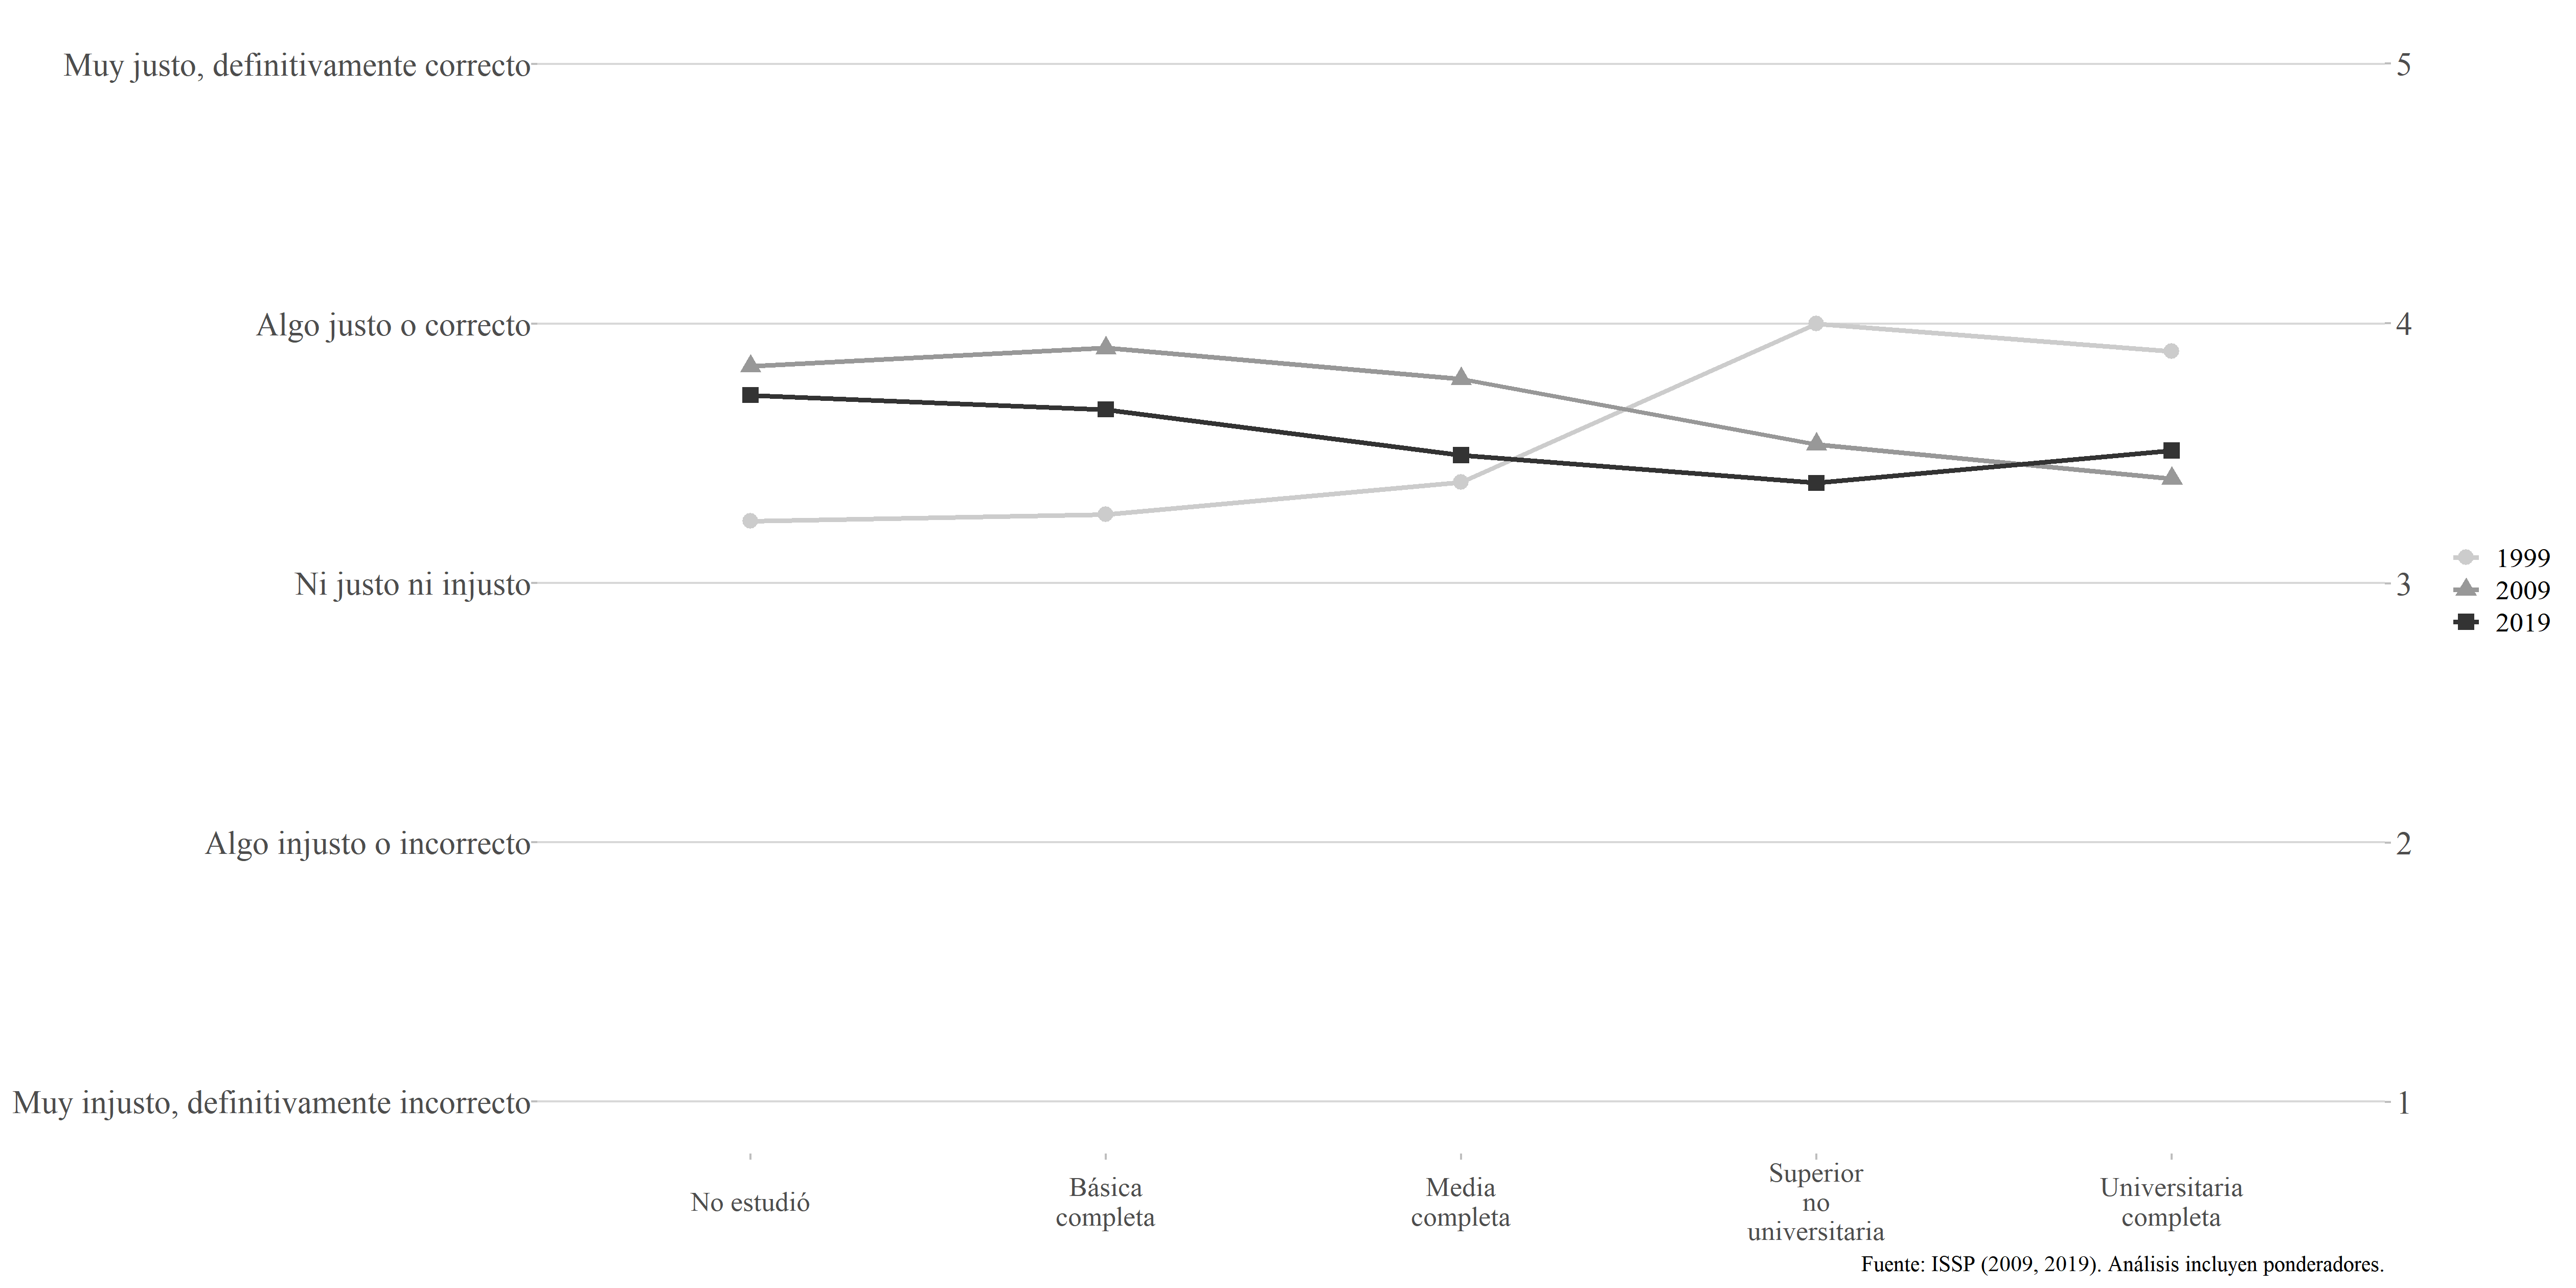 Muy justo, definitivamente correcto
5
Algo justo o correcto
4
Ni justo ni injusto
3
Algo injusto o incorrecto
2
Muy injusto, definitivamente incorrecto
1
1999
2009
2019
No estudió
Básica
completa
Media
completa
Superior
no
universitaria
Universitaria
completa
Fuente: ISSP (2009, 2019). Análisis incluyen ponderadores.